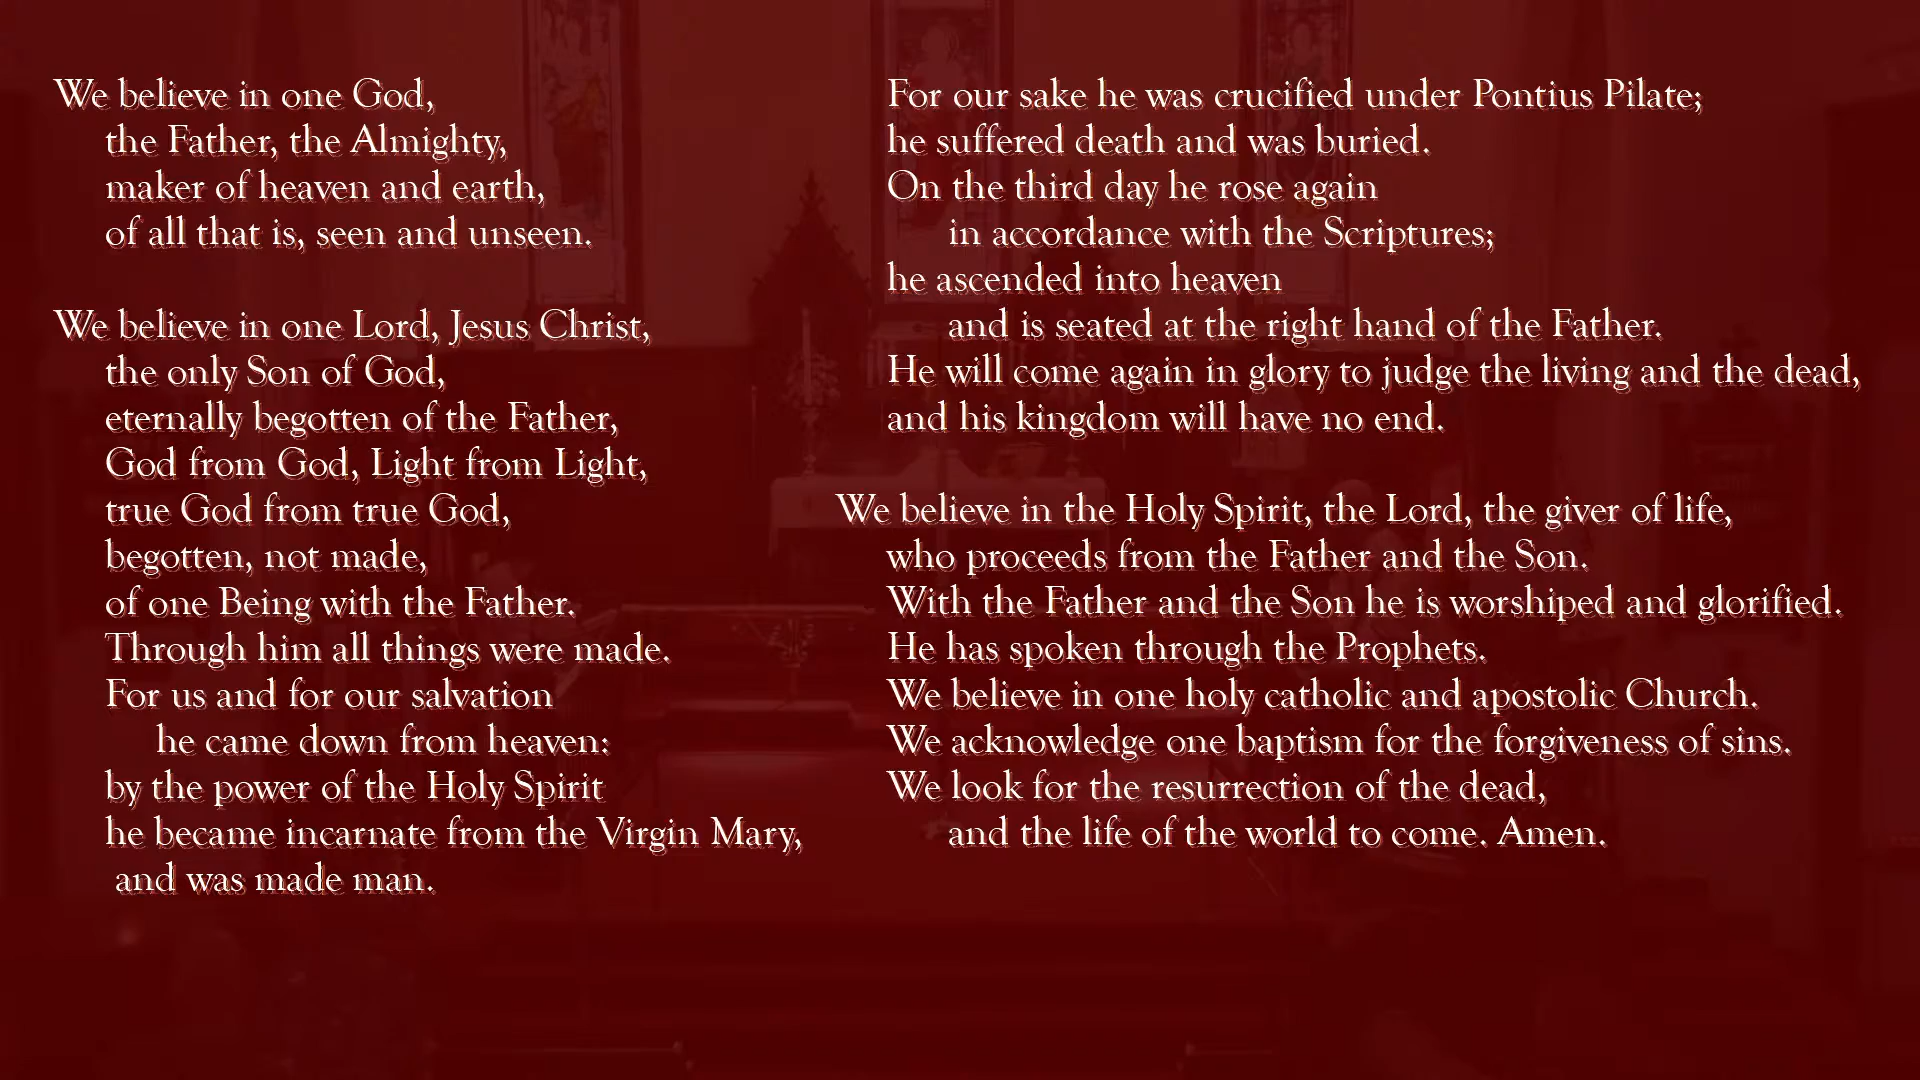 We believe in one God,
the Father, the Almighty,
maker of heaven and earth,
of all that is, seen and unseen.
We believe in one Lord, Jesus Christ,
the only Son of God,
eternally begotten of the Father,
God from God, Light from Light,
true God from true God,
begotten, not made,
of one Being with the Father.
Through him all things were made.
For us and for our salvation
he came down from heaven:
by the power of the Holy Spirit
he became incarnate from the Virgin Mary,
and was made man.
For our sake he was crucified under Pontius Pilate;
he suffered death and was buried.
On the third day he rose again
in accordance with the Scriptures;
he ascended into heaven
and is seated at the right hand of the Father.
He will come again in glory to judge the living and the dead,
and his kingdom will have no end.
We believe in the Holy Spirit, the Lord, the giver of life,
who proceeds from the Father and the Son.
With the Father and the Son he is worshiped and glorified.
He has spoken through the Prophets.
We believe in one holy catholic and apostolic Church.
We acknowledge one baptism for the forgiveness of sins.
We look for the resurrection of the dead,
and the life of the world to come. Amen.